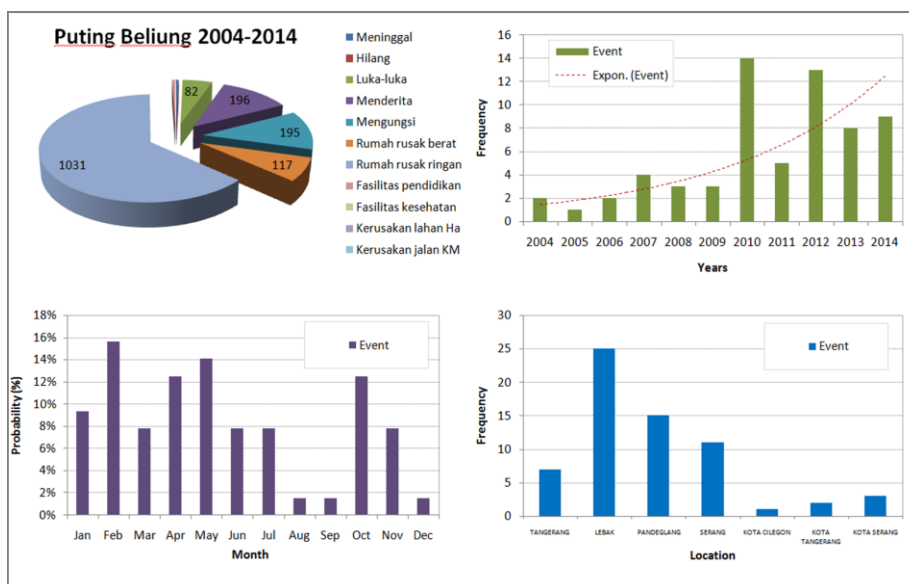 Puting Beliung 2004-2014
Meninggal
Hilang
Luka-luka
Menderita
Mengungsi
Rumah rusak berat
Rumah rusak ringan
Fasilitas pendidikan
Fasilitas kesehatan
Kerusakan lahan Ha
Kerusakan jalan KM
82
196
195
117
1031
Frequency
16
14
12
10
8
6
4
2
0
Event
Expon. (Event)
2004 2005 2006 2007 2008 2009 2010 2011 2012 2013 2014
Years
Probability (%)
18%
16%
14%
12%
10%
8%
6%
4%
2%
0%
Event
Jan Feb Mar Apr May Jun Jul Aug Sep Oct Nov Dec
Month
Frequency
30
25
20
15
10
5
0
Event
TANGERANG LEBAK PANDEGLANG SERANG KOTA CILEGON KOTA TANGERANG KOTA SERANG
Location